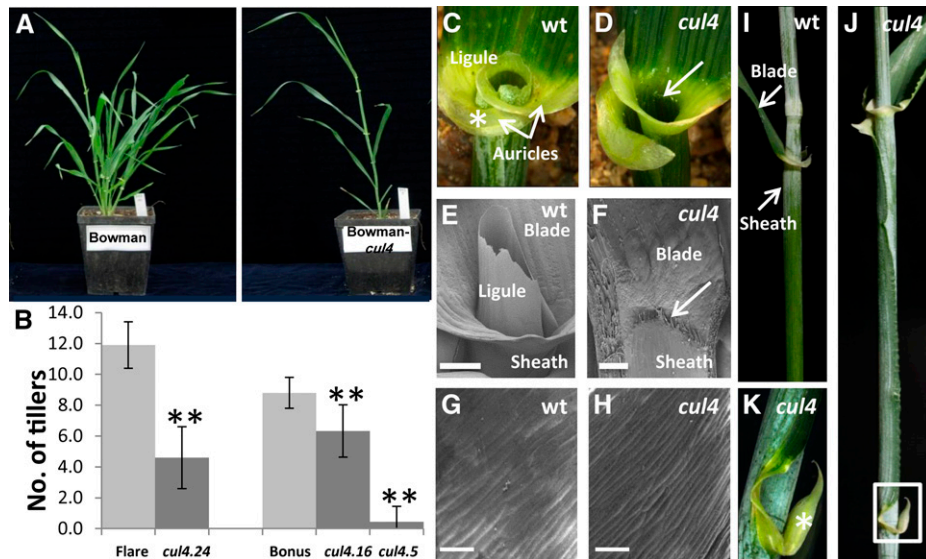 A
Bowman
Bowman-
cul4
B
No. of tillers
14.0
12.0
10.0
8.0
6.0
4.0
2.0
0.0
**
**
**
Flare
cul4.24
Bonus
cul4.16
cul4.5
C
wt
Ligule
*
Auricles
D
cul4
E
wt
Blade
Ligule
Sheath
F
cul4
Blade
Sheath
G
wt
H
cul4
I
wt
Blade
Sheath
J
cul4
K
cul4
*